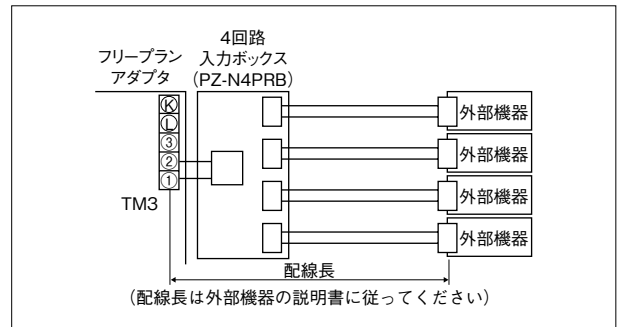 フリープラン
アダプタ
4回路
入力ボックス
(PZ-N4PRB)
Ⓚ
Ⓛ
③
②
①
TM3
外部機器
外部機器
外部機器
外部機器
配線長
(配線長は外部機器の説明書に従ってください)